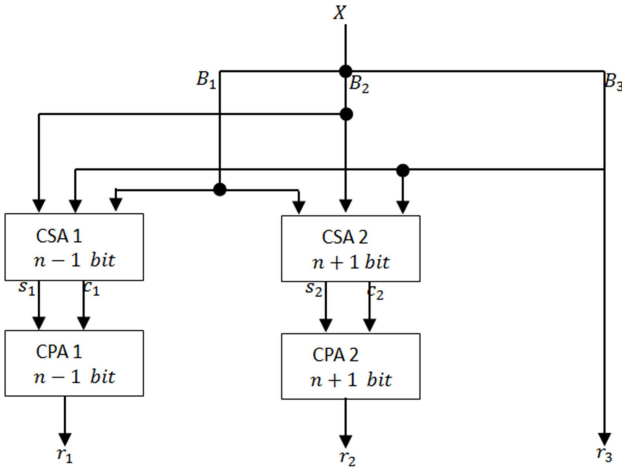 X
B₁
B₂
B₃
CSA 1
n − 1 bit
CSA 2
n + 1 bit
s₁
c₁
s₂
c₂
CPA 1
n − 1 bit
CPA 2
n + 1 bit
r₁
r₂
r₃